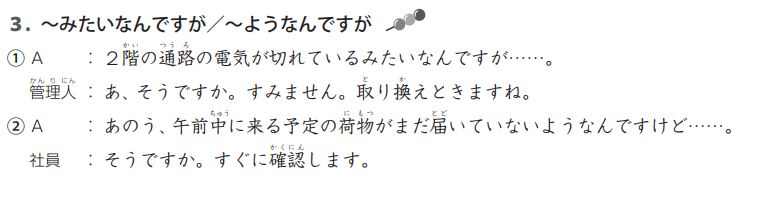 3. ～みたいなんですが／～ようなんですが
① A ： ２階の通路の電気が切れているみたいなんですが……。
管理人 ： あ、そうですか。すみません。取り換えときますね。
② A ： あのう、午前中に来る予定の荷物がまだ届いていないようなんですけど……。
社員 ： そうですか。すぐに確認します。